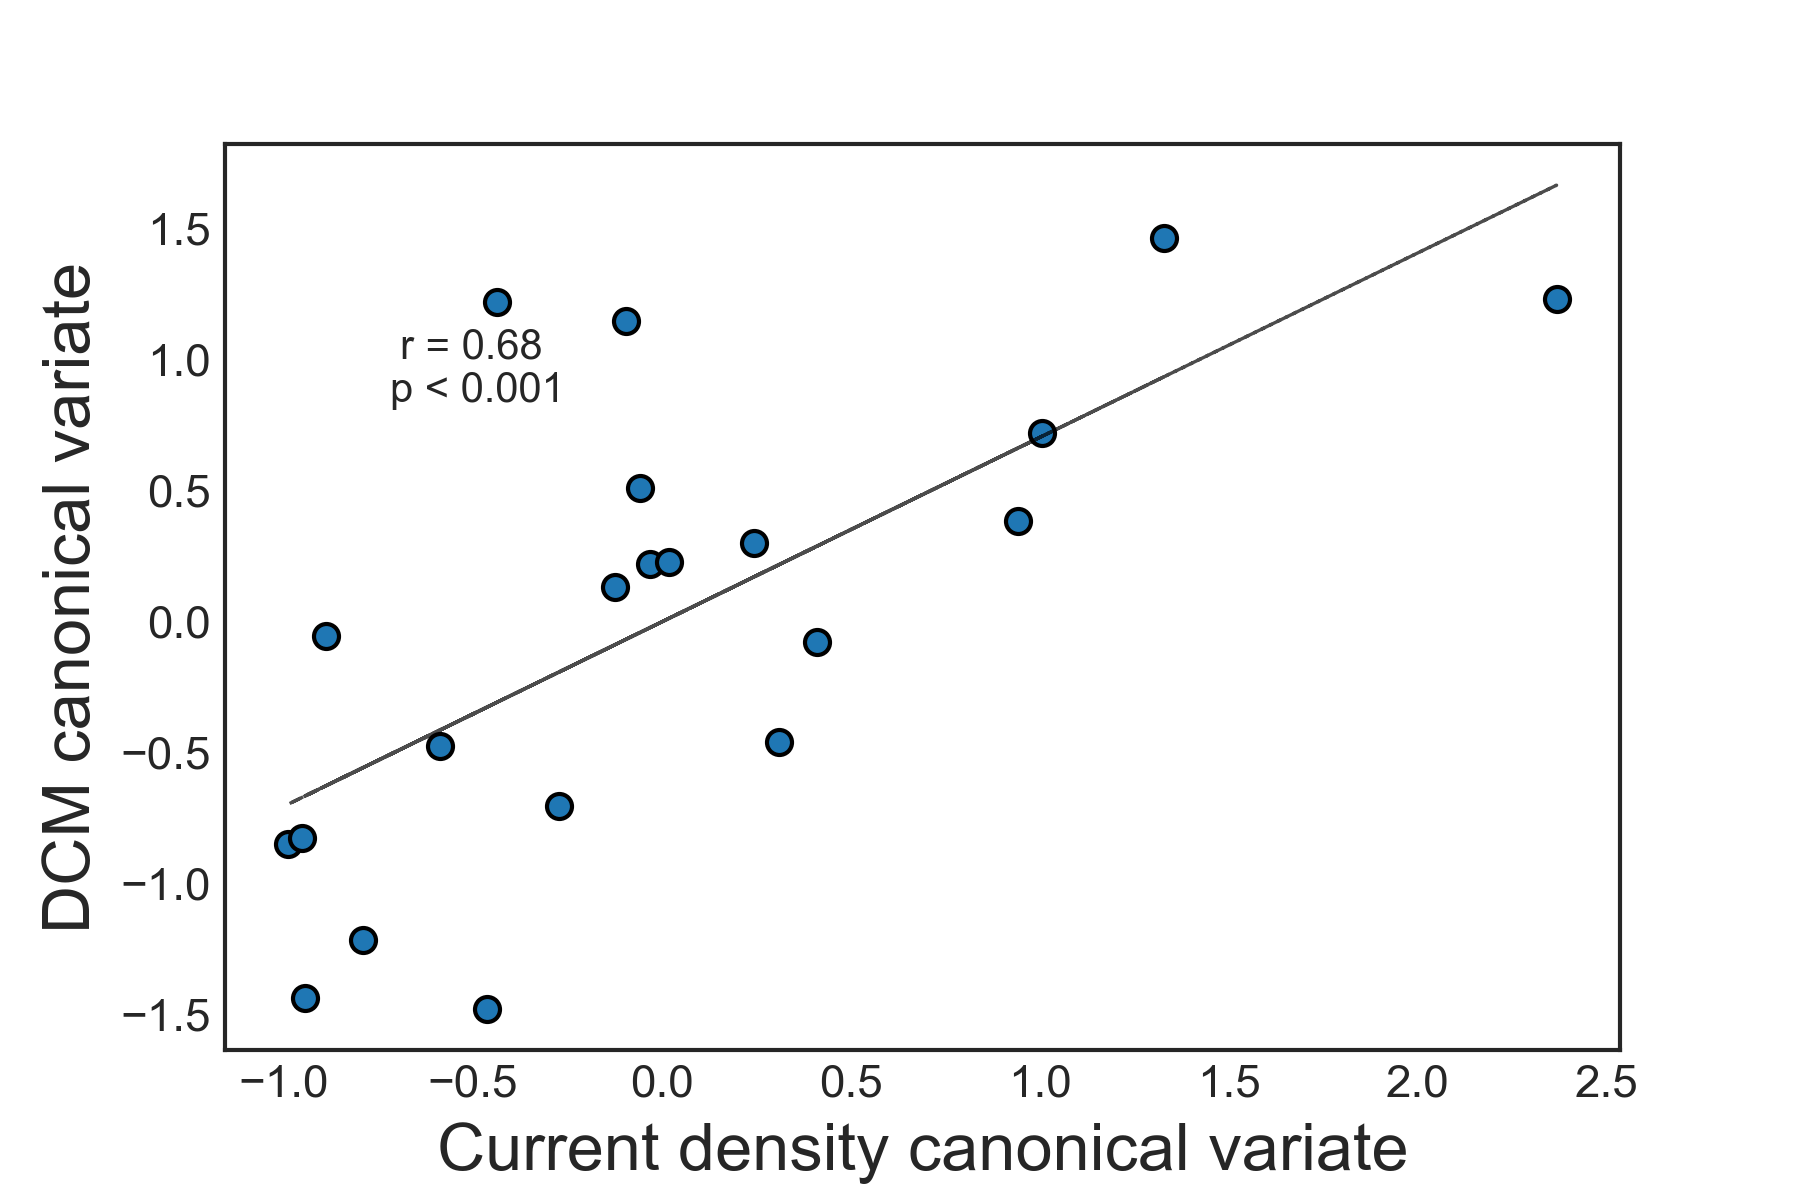 DCM canonical variate
1.5
1.0
0.5
0.0
−0.5
−1.0
−1.5
r = 0.68
p < 0.001
−1.0 −0.5 0.0 0.5 1.0 1.5 2.0 2.5
Current density canonical variate